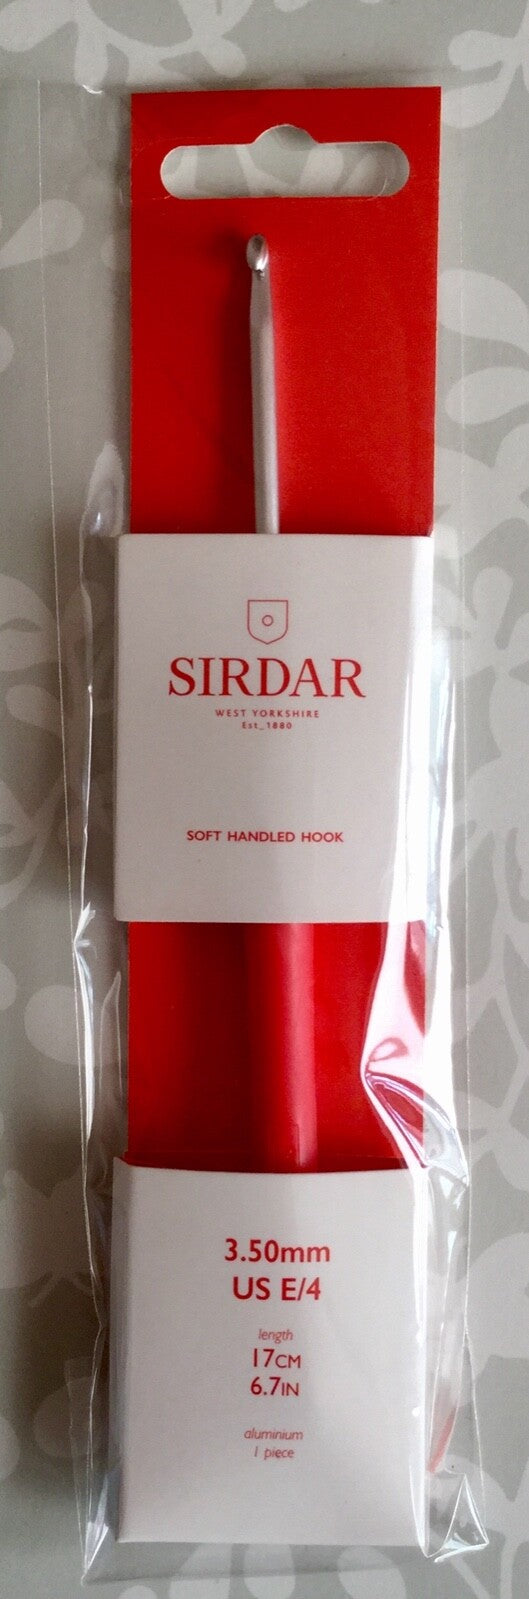 SIRDAR
WEST YORKSHIRE
Est_1880
SOFT HANDLED HOOK
3.50mm
US E/4
length
17CM
6.7IN
aluminium
1 piece